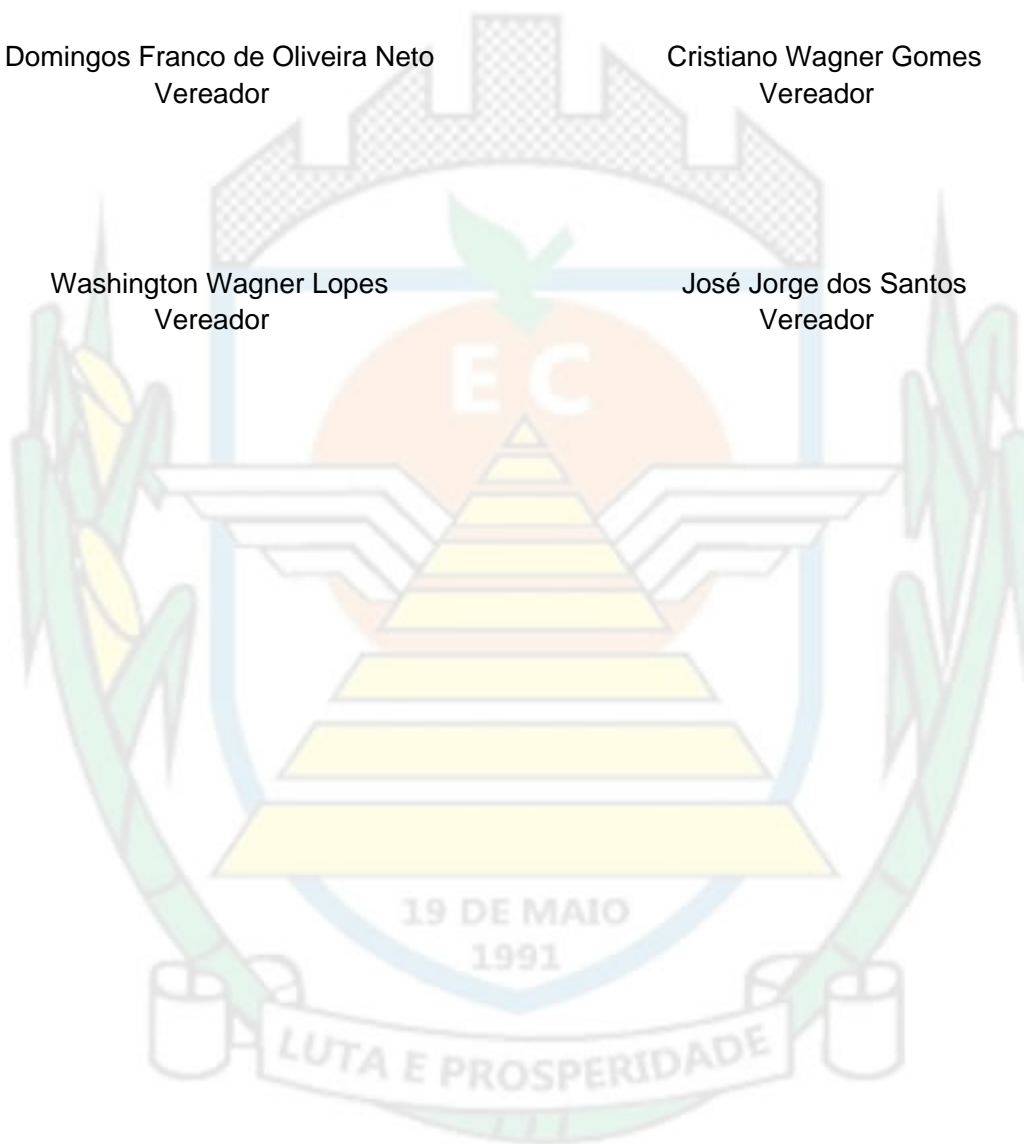 Domingos Franco de Oliveira Neto
Vereador
Cristiano Wagner Gomes
Vereador
Washington Wagner Lopes
Vereador
José Jorge dos Santos
Vereador
E C
19 DE MAIO
1991
LUTA E PROSPERIDADE